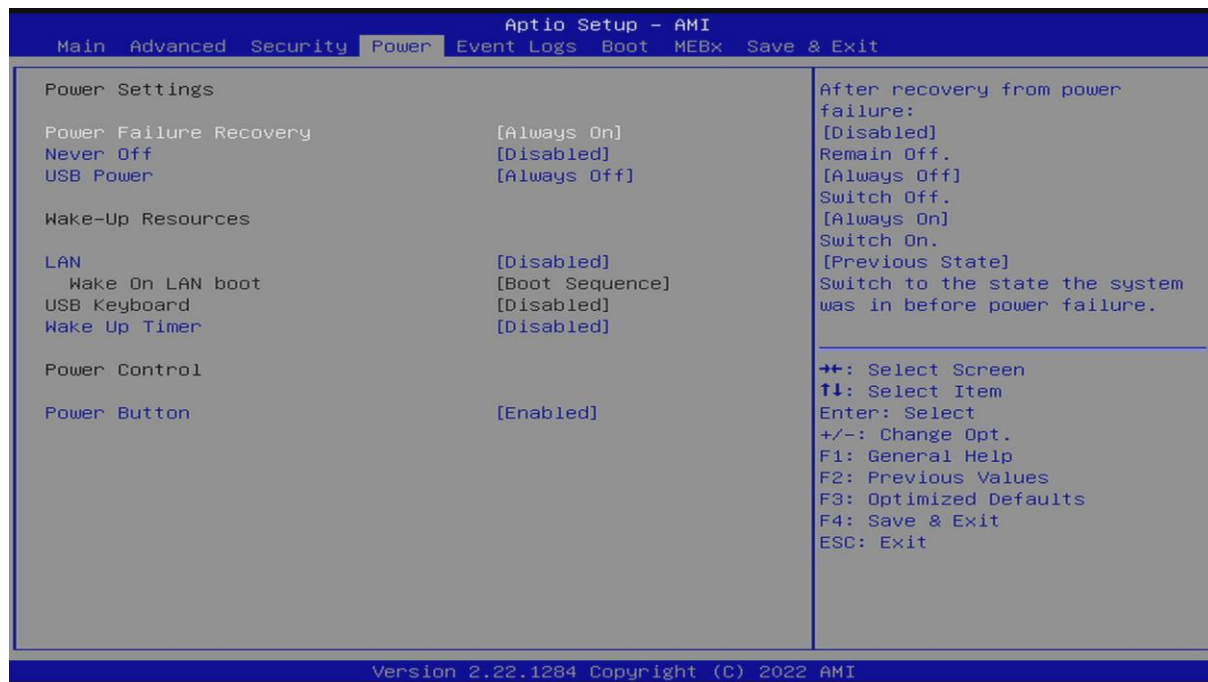 Aptio Setup – AMI
Main Advanced Security Power Event Logs Boot MEBx Save & Exit
Power Settings
Power Failure Recovery [Always On]
Never Off [Disabled]
USB Power [Always Off]
Wake-Up Resources
LAN [Disabled]
Wake On LAN boot [Boot Sequence]
USB Keyboard [Disabled]
Wake Up Timer [Disabled]
Power Control
Power Button [Enabled]
After recovery from power
failure:
[Disabled]
Remain Off.
[Always Off]
Switch Off.
[Always On]
Switch On.
[Previous State]
Switch to the state the system
was in before power failure.
→←: Select Screen
↑↓: Select Item
Enter: Select
+/-: Change Opt.
F1: General Help
F2: Previous Values
F3: Optimized Defaults
F4: Save & Exit
ESC: Exit
Version 2.22.1284 Copyright (C) 2022 AMI